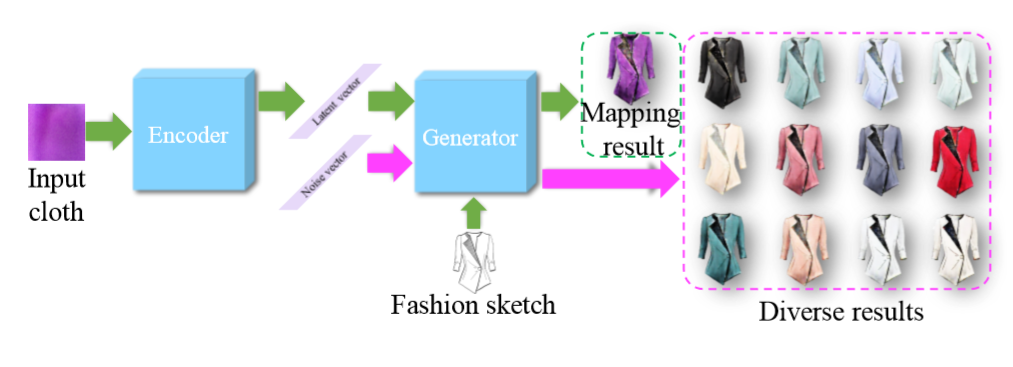 Input
cloth
Encoder
Latent vector
Noise vector
Generator
Fashion sketch
Mapping
result
Diverse results